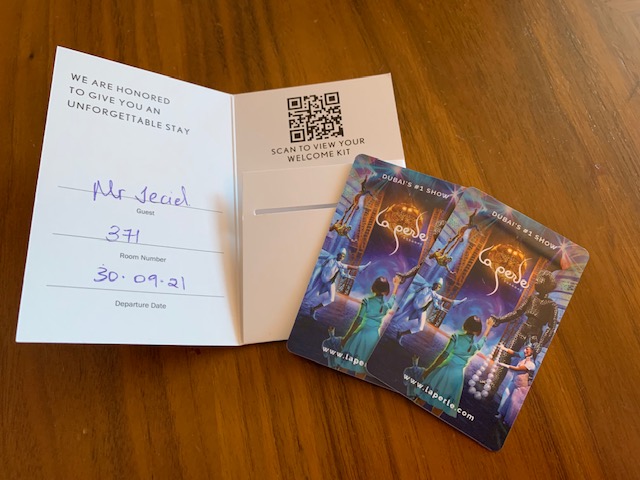 WE ARE HONORED
TO GIVE YOU AN
UNFORGETTABLE STAY
Mr Jecid
Guest
371
Room Number
30.09.21
Departure Date
SCAN TO VIEW YOUR
WELCOME KIT
DUBAI'S #1 SHOW
La perle
www.laperle
DUBAI'S #1 SHOW
La perle
www.laperle.com